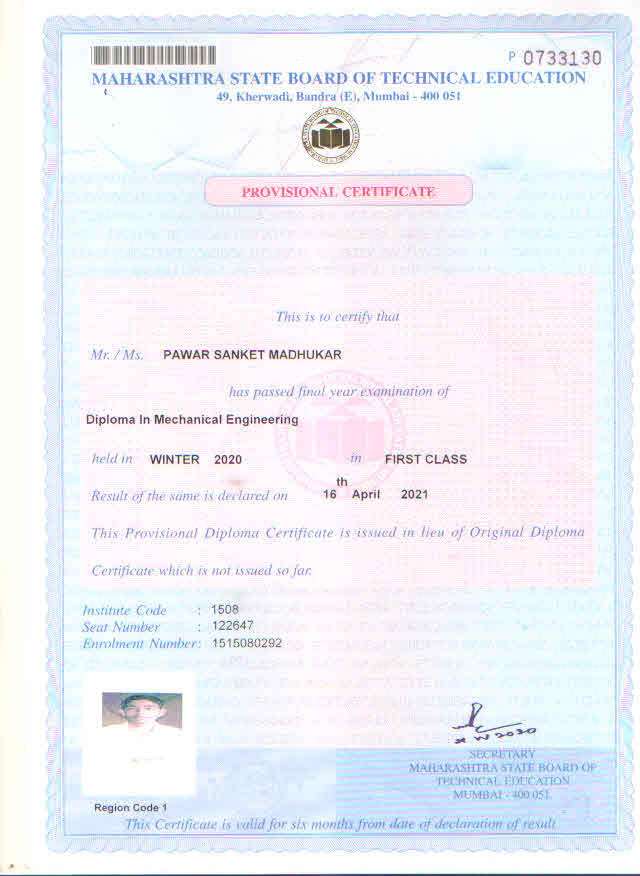 P 0733130
MAHARASHTRA STATE BOARD OF TECHNICAL EDUCATION
49, Kherwadi, Bandra (E), Mumbai - 400 051
PROVISIONAL CERTIFICATE
This is to certify that
Mr. / Ms. PAWAR SANKET MADHUKAR
has passed final year examination of
Diploma In Mechanical Engineering
held in WINTER 2020 in FIRST CLASS
Result of the same is declared on 16th April 2021
This Provisional Diploma Certificate is issued in lieu of Original Diploma
Certificate which is not issued so far.
Institute Code : 1508
Seat Number : 122647
Enrolment Number: 1515080292
SECRETARY
MAHARASHTRA STATE BOARD OF
TECHNICAL EDUCATION
MUMBAI - 400 051.
Region Code 1
This Certificate is valid for six months from date of declaration of result